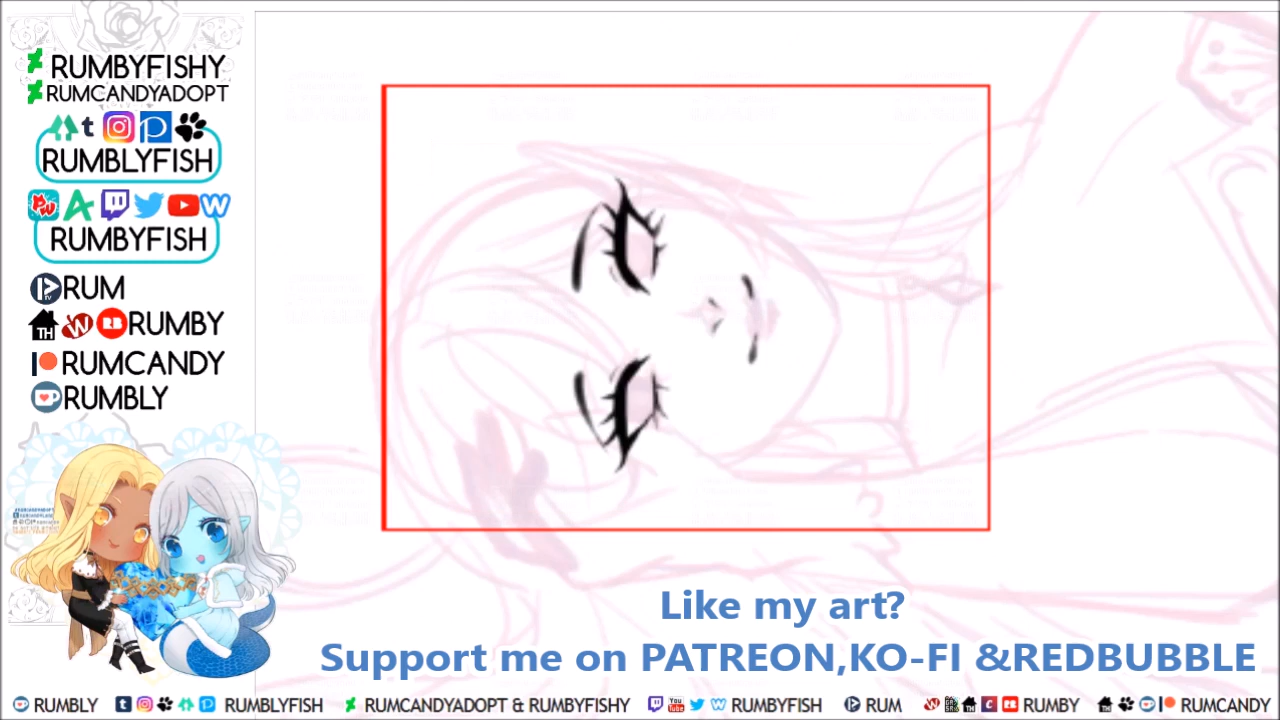 RUMBYFISHY
RUMCANDYADOPT
RUMBLYFISH
RUMBYFISH
RUM
RUMBY
RUMCANDY
RUMBLY
Like my art?
Support me on PATREON,KO-FI &REDBUBBLE
RUMBLY RUMBLYFISH RUMCANDYADOPT & RUMBYFISHY RUMBYFISH RUM RUMBY RUMCANDY